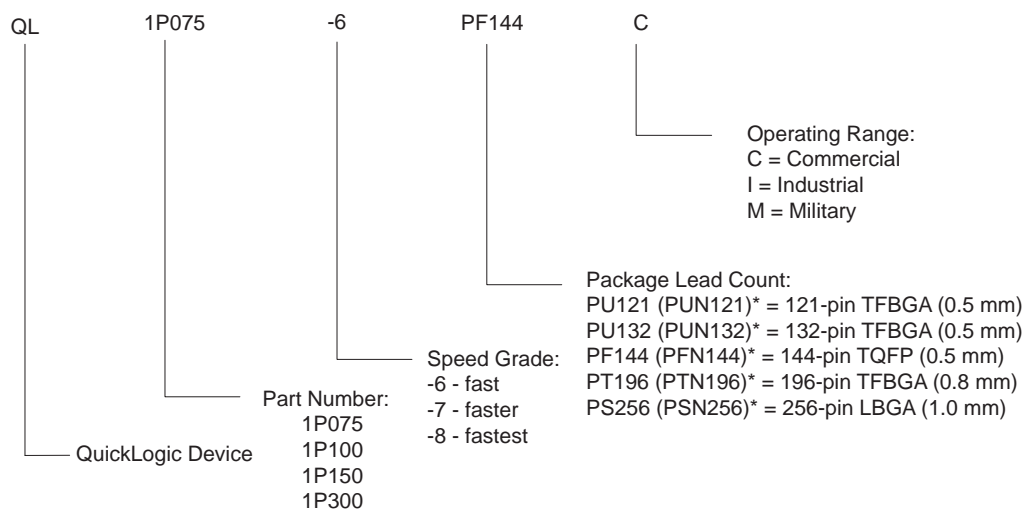 QL 1P075 -6 PF144 C
Operating Range:
C = Commercial
I = Industrial
M = Military
Package Lead Count:
PU121 (PUN121)* = 121-pin TFBGA (0.5 mm)
PU132 (PUN132)* = 132-pin TFBGA (0.5 mm)
PF144 (PFN144)* = 144-pin TQFP (0.5 mm)
PT196 (PTN196)* = 196-pin TFBGA (0.8 mm)
PS256 (PSN256)* = 256-pin LBGA (1.0 mm)
Speed Grade:
-6 - fast
-7 - faster
-8 - fastest
Part Number:
1P075
1P100
1P150
1P300
QuickLogic Device